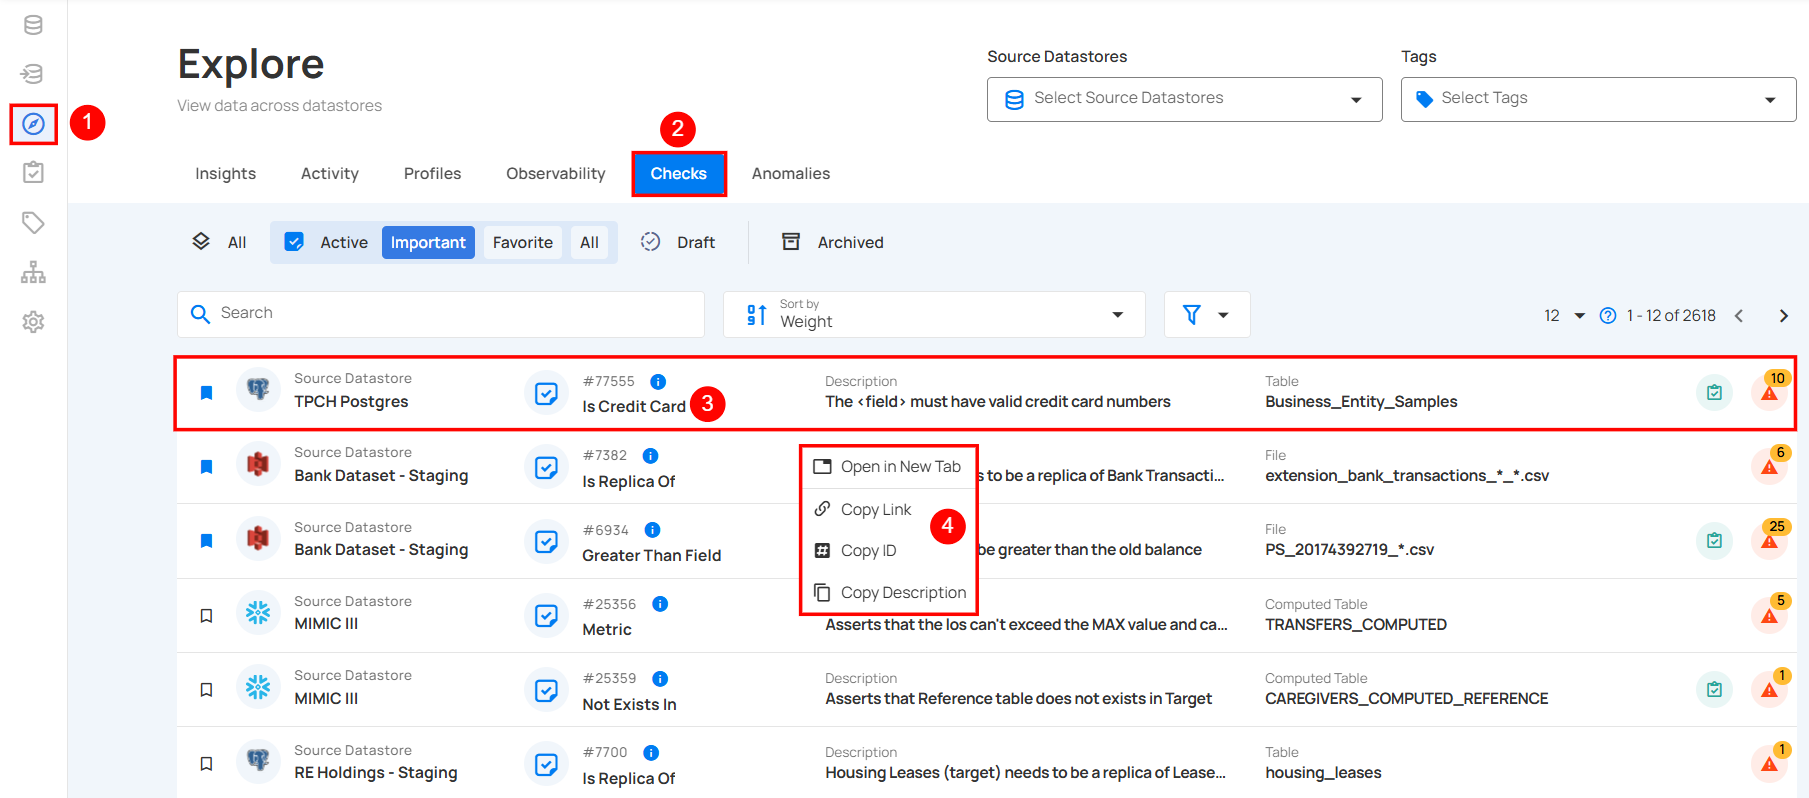 Explore
View data across datastores
Source Datastores
Select Source Datastores
Tags
Select Tags
1
2
Insights
Activity
Profiles
Observability
Checks
Anomalies
All
Active
Important
Favorite
All
Draft
Archived
Search
Sort by
Weight
12
1 - 12 of 2618
Source Datastore
TPCH Postgres
#77555
Is Credit Card
3
Description
The <field> must have valid credit card numbers
Table
Business_Entity_Samples
10
Source Datastore
Bank Dataset - Staging
#7382
Is Replica Of
s to be a replica of Bank Transacti...
File
extension_bank_transactions_*_*.csv
6
Source Datastore
Bank Dataset - Staging
#6934
Greater Than Field
be greater than the old balance
File
PS_20174392719_*.csv
25
Open in New Tab
Copy Link
Copy ID
Copy Description
4
Source Datastore
MIMIC III
#25356
Metric
Asserts that the los can't exceed the MAX value and ca...
Computed Table
TRANSFERS_COMPUTED
5
Source Datastore
MIMIC III
#25359
Not Exists In
Description
Asserts that Reference table does not exists in Target
Computed Table
CAREGIVERS_COMPUTED_REFERENCE
1
Source Datastore
RE Holdings - Staging
#7700
Is Replica Of
Description
Housing Leases (target) needs to be a replica of Lease...
Table
housing_leases
1